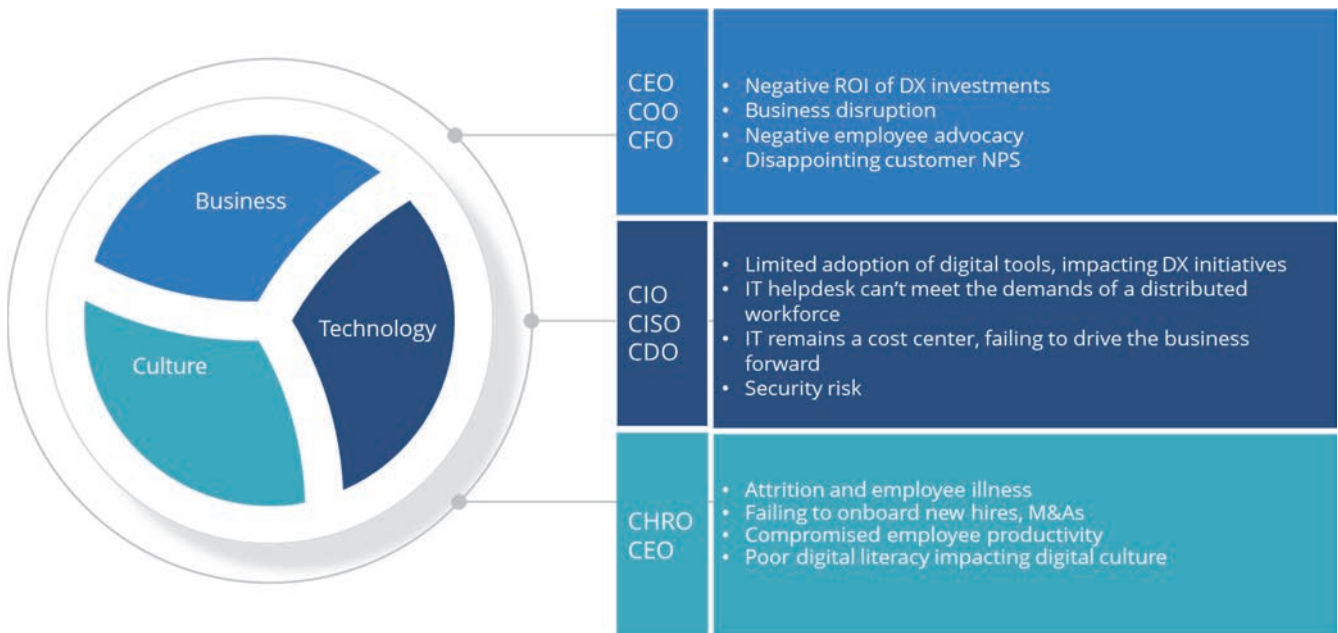 Business
Technology
Culture
CEO
COO
CFO
• Negative ROI of DX investments
• Business disruption
• Negative employee advocacy
• Disappointing customer NPS
CIO
CISO
CDO
• Limited adoption of digital tools, impacting DX initiatives
• IT helpdesk can’t meet the demands of a distributed
workforce
• IT remains a cost center, failing to drive the business
forward
• Security risk
CHRO
CEO
• Attrition and employee illness
• Failing to onboard new hires, M&As
• Compromised employee productivity
• Poor digital literacy impacting digital culture